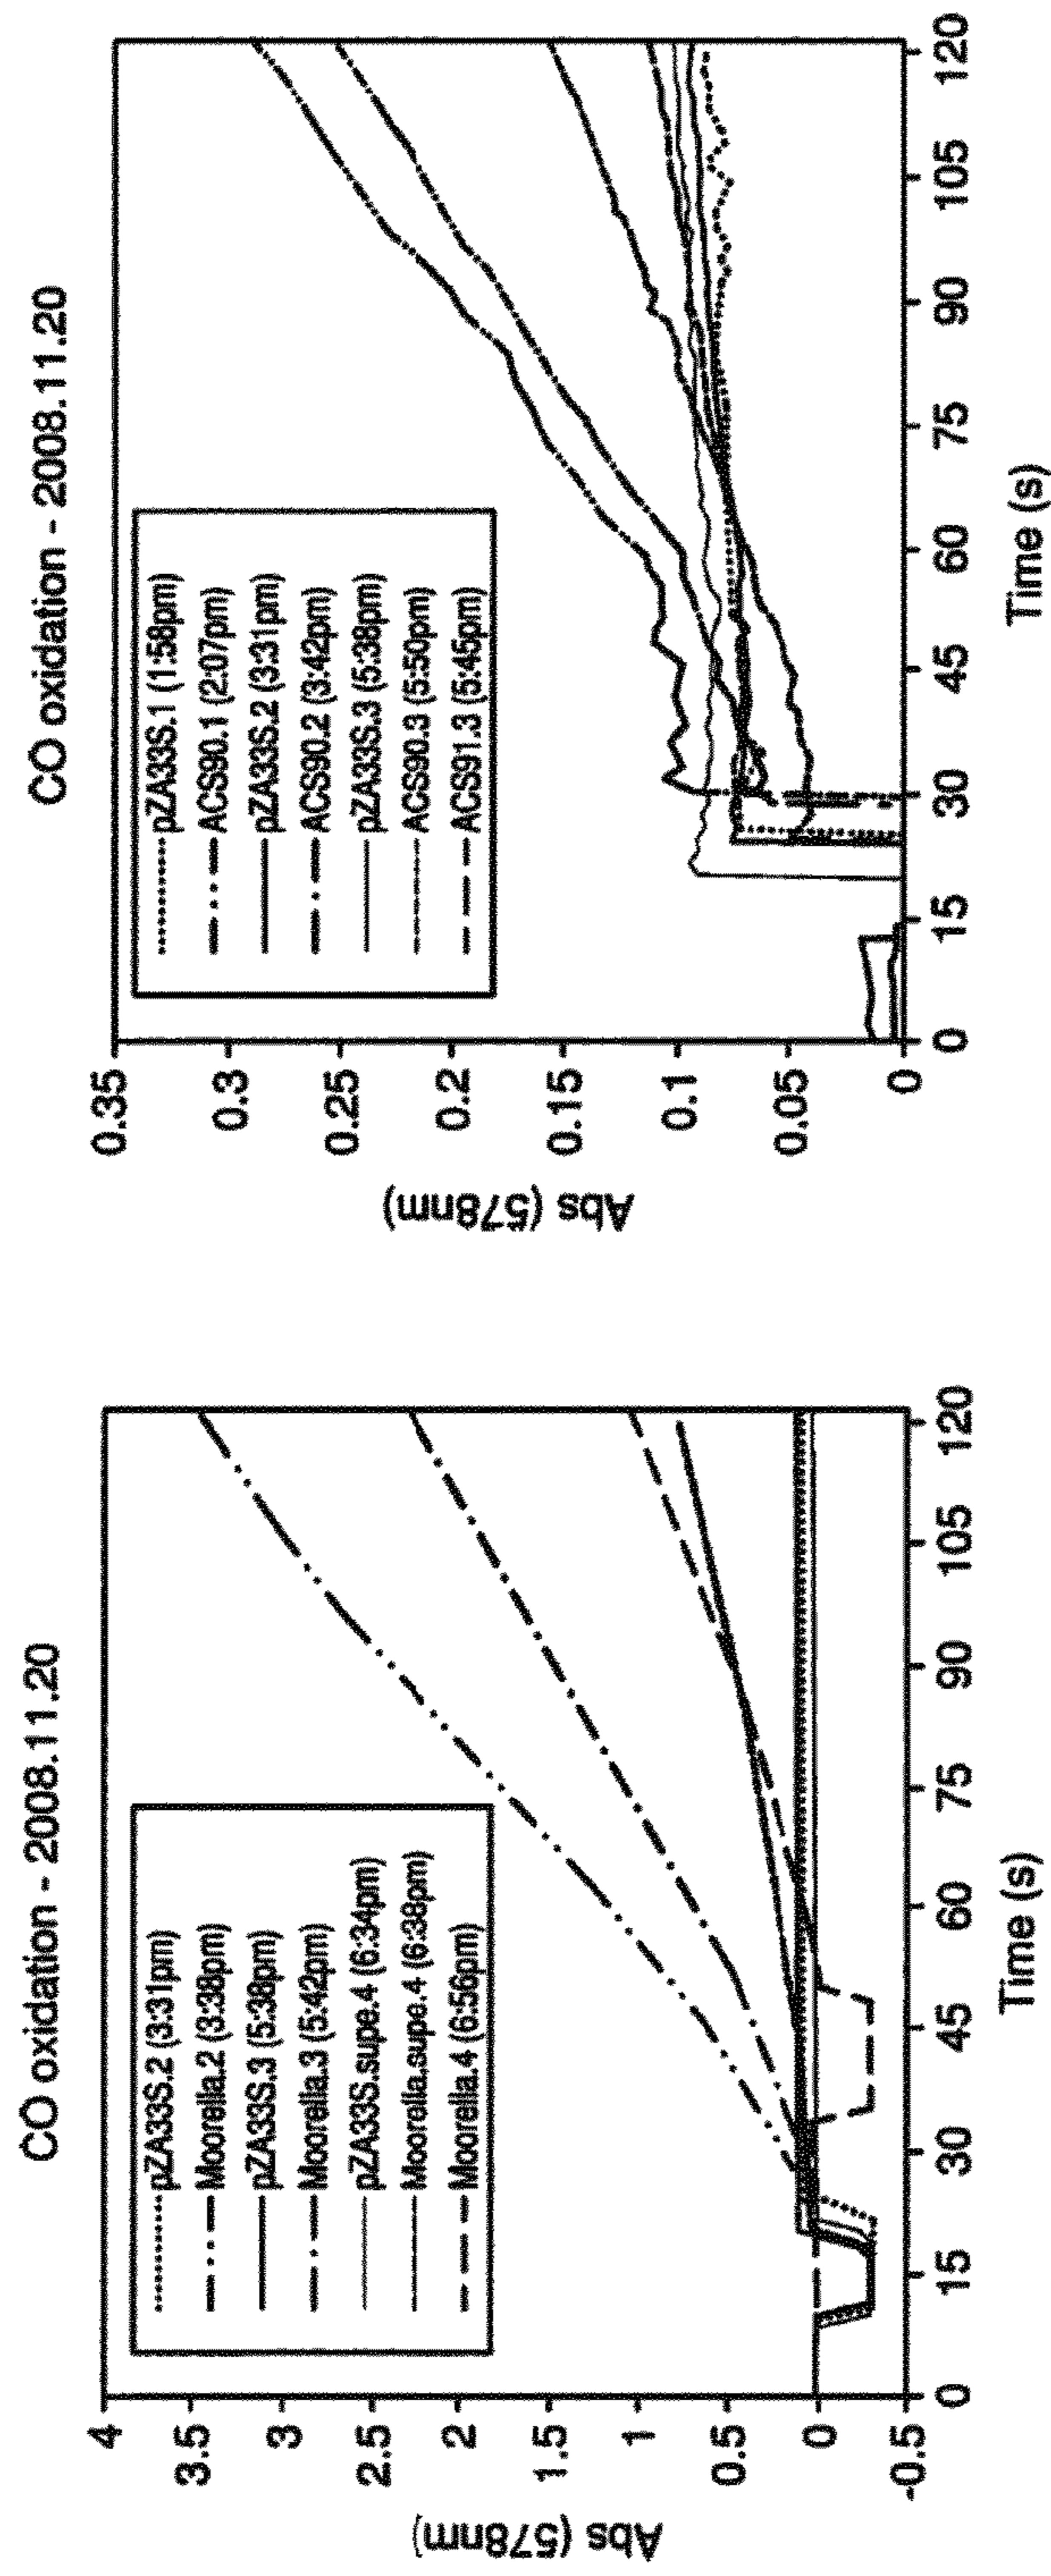 CO oxidation - 2008.11.20
Abs (578nm)
4
3.5
3
2.5
2
1.5
1
0.5
0
-0.5
pZA33S.2 (3:31pm)
Moorella.2 (3:38pm)
pZA33S.3 (5:38pm)
Moorella.3 (5:42pm)
pZA33S.supe.4 (6:34pm)
Moorella.supe.4 (6:38pm)
Moorella.4 (6:56pm)
0 15 30 45 60 75 90 105 120
Time (s)
CO oxidation - 2008.11.20
Abs (578nm)
0.35
0.3
0.25
0.2
0.15
0.1
0.05
0
pZA33S.1 (1:58pm)
ACS90.1 (2:07pm)
pZA33S.2 (3:31pm)
ACS90.2 (3:42pm)
pZA33S.3 (5:38pm)
ACS90.3 (5:50pm)
ACS91.3 (5:45pm)
0 15 30 45 60 75 90 105 120
Time (s)